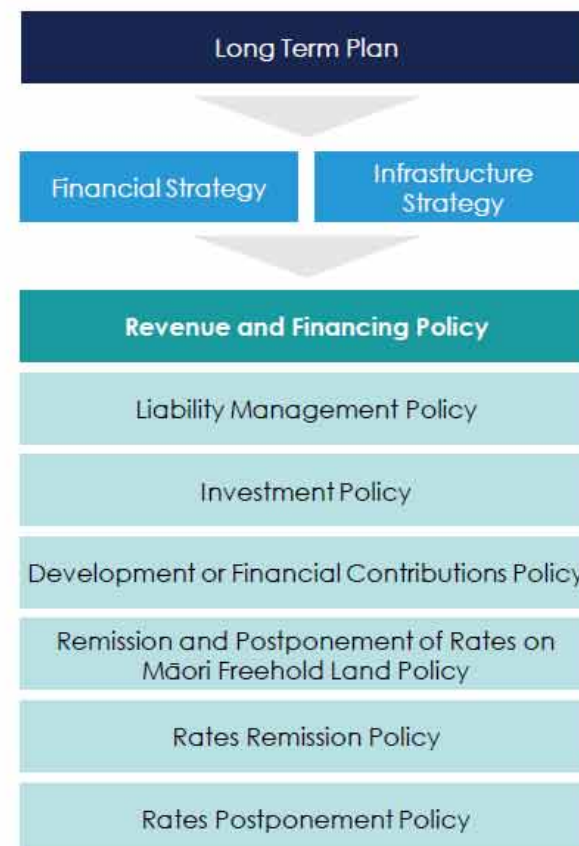 Long Term Plan
Financial Strategy
Infrastructure
Strategy
Revenue and Financing Policy
Liability Management Policy
Investment Policy
Development or Financial Contributions Policy
Remission and Postponement of Rates on
Māori Freehold Land Policy
Rates Remission Policy
Rates Postponement Policy